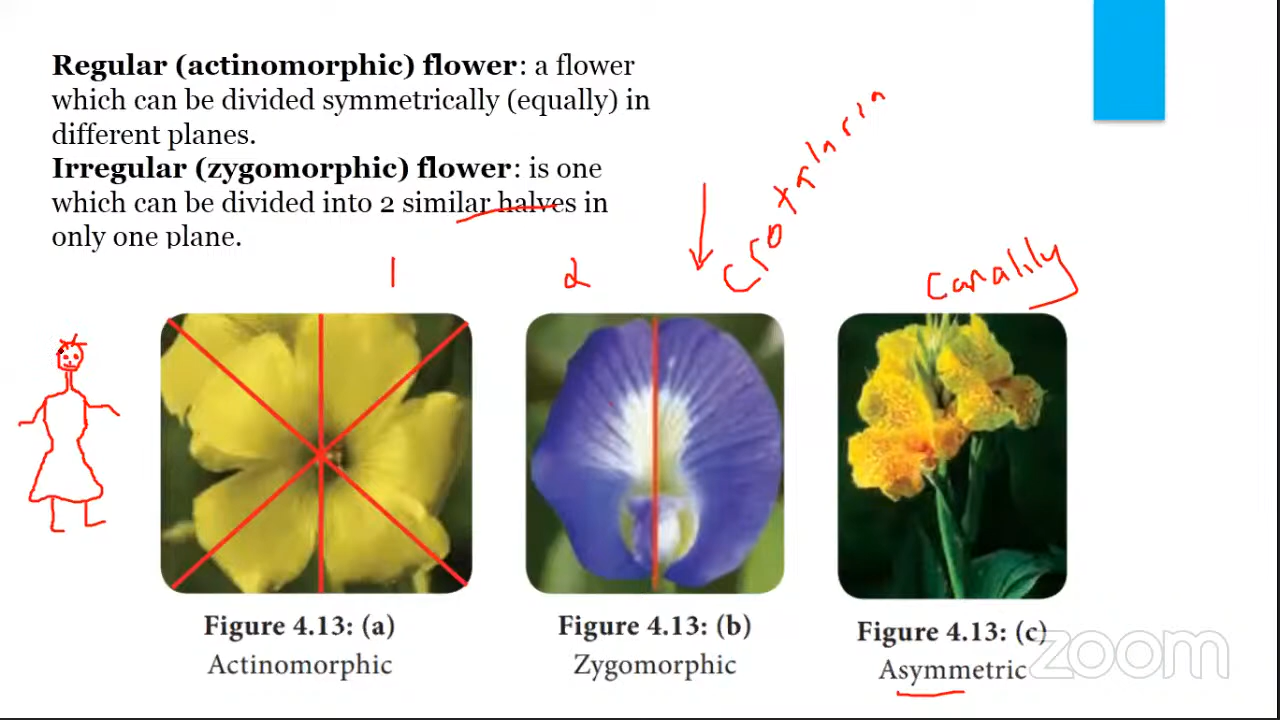 Regular (actinomorphic) flower: a flower
which can be divided symmetrically (equally) in
different planes.
Irregular (zygomorphic) flower: is one
which can be divided into 2 similar halves in
only one plane.
1
2
Crotalaria
Canalily
Figure 4.13: (a)
Actinomorphic
Figure 4.13: (b)
Zygomorphic
Figure 4.13: (c)
Asymmetric
zoom